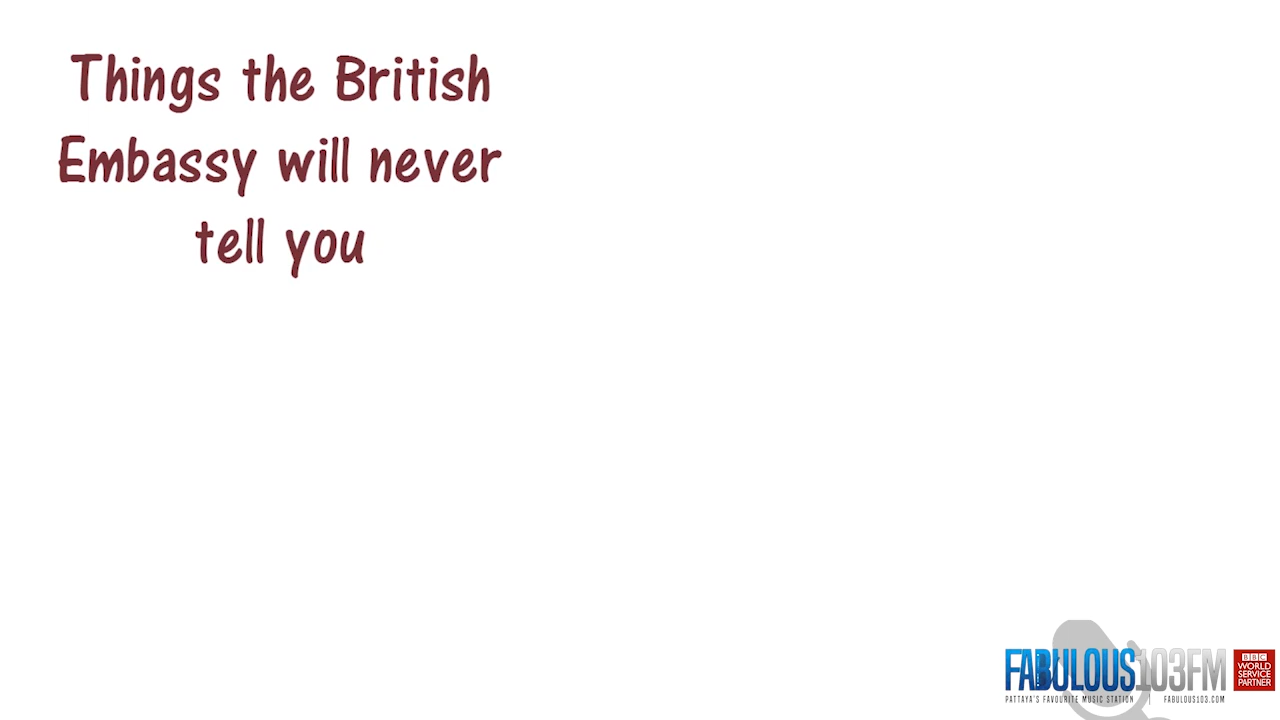 Things the British
Embassy will never
tell you
FABULOUS103FM
PATTAYA'S FAVOURITE MUSIC STATION | FABULOUS103.COM
BBC
WORLD
SERVICE
PARTNER